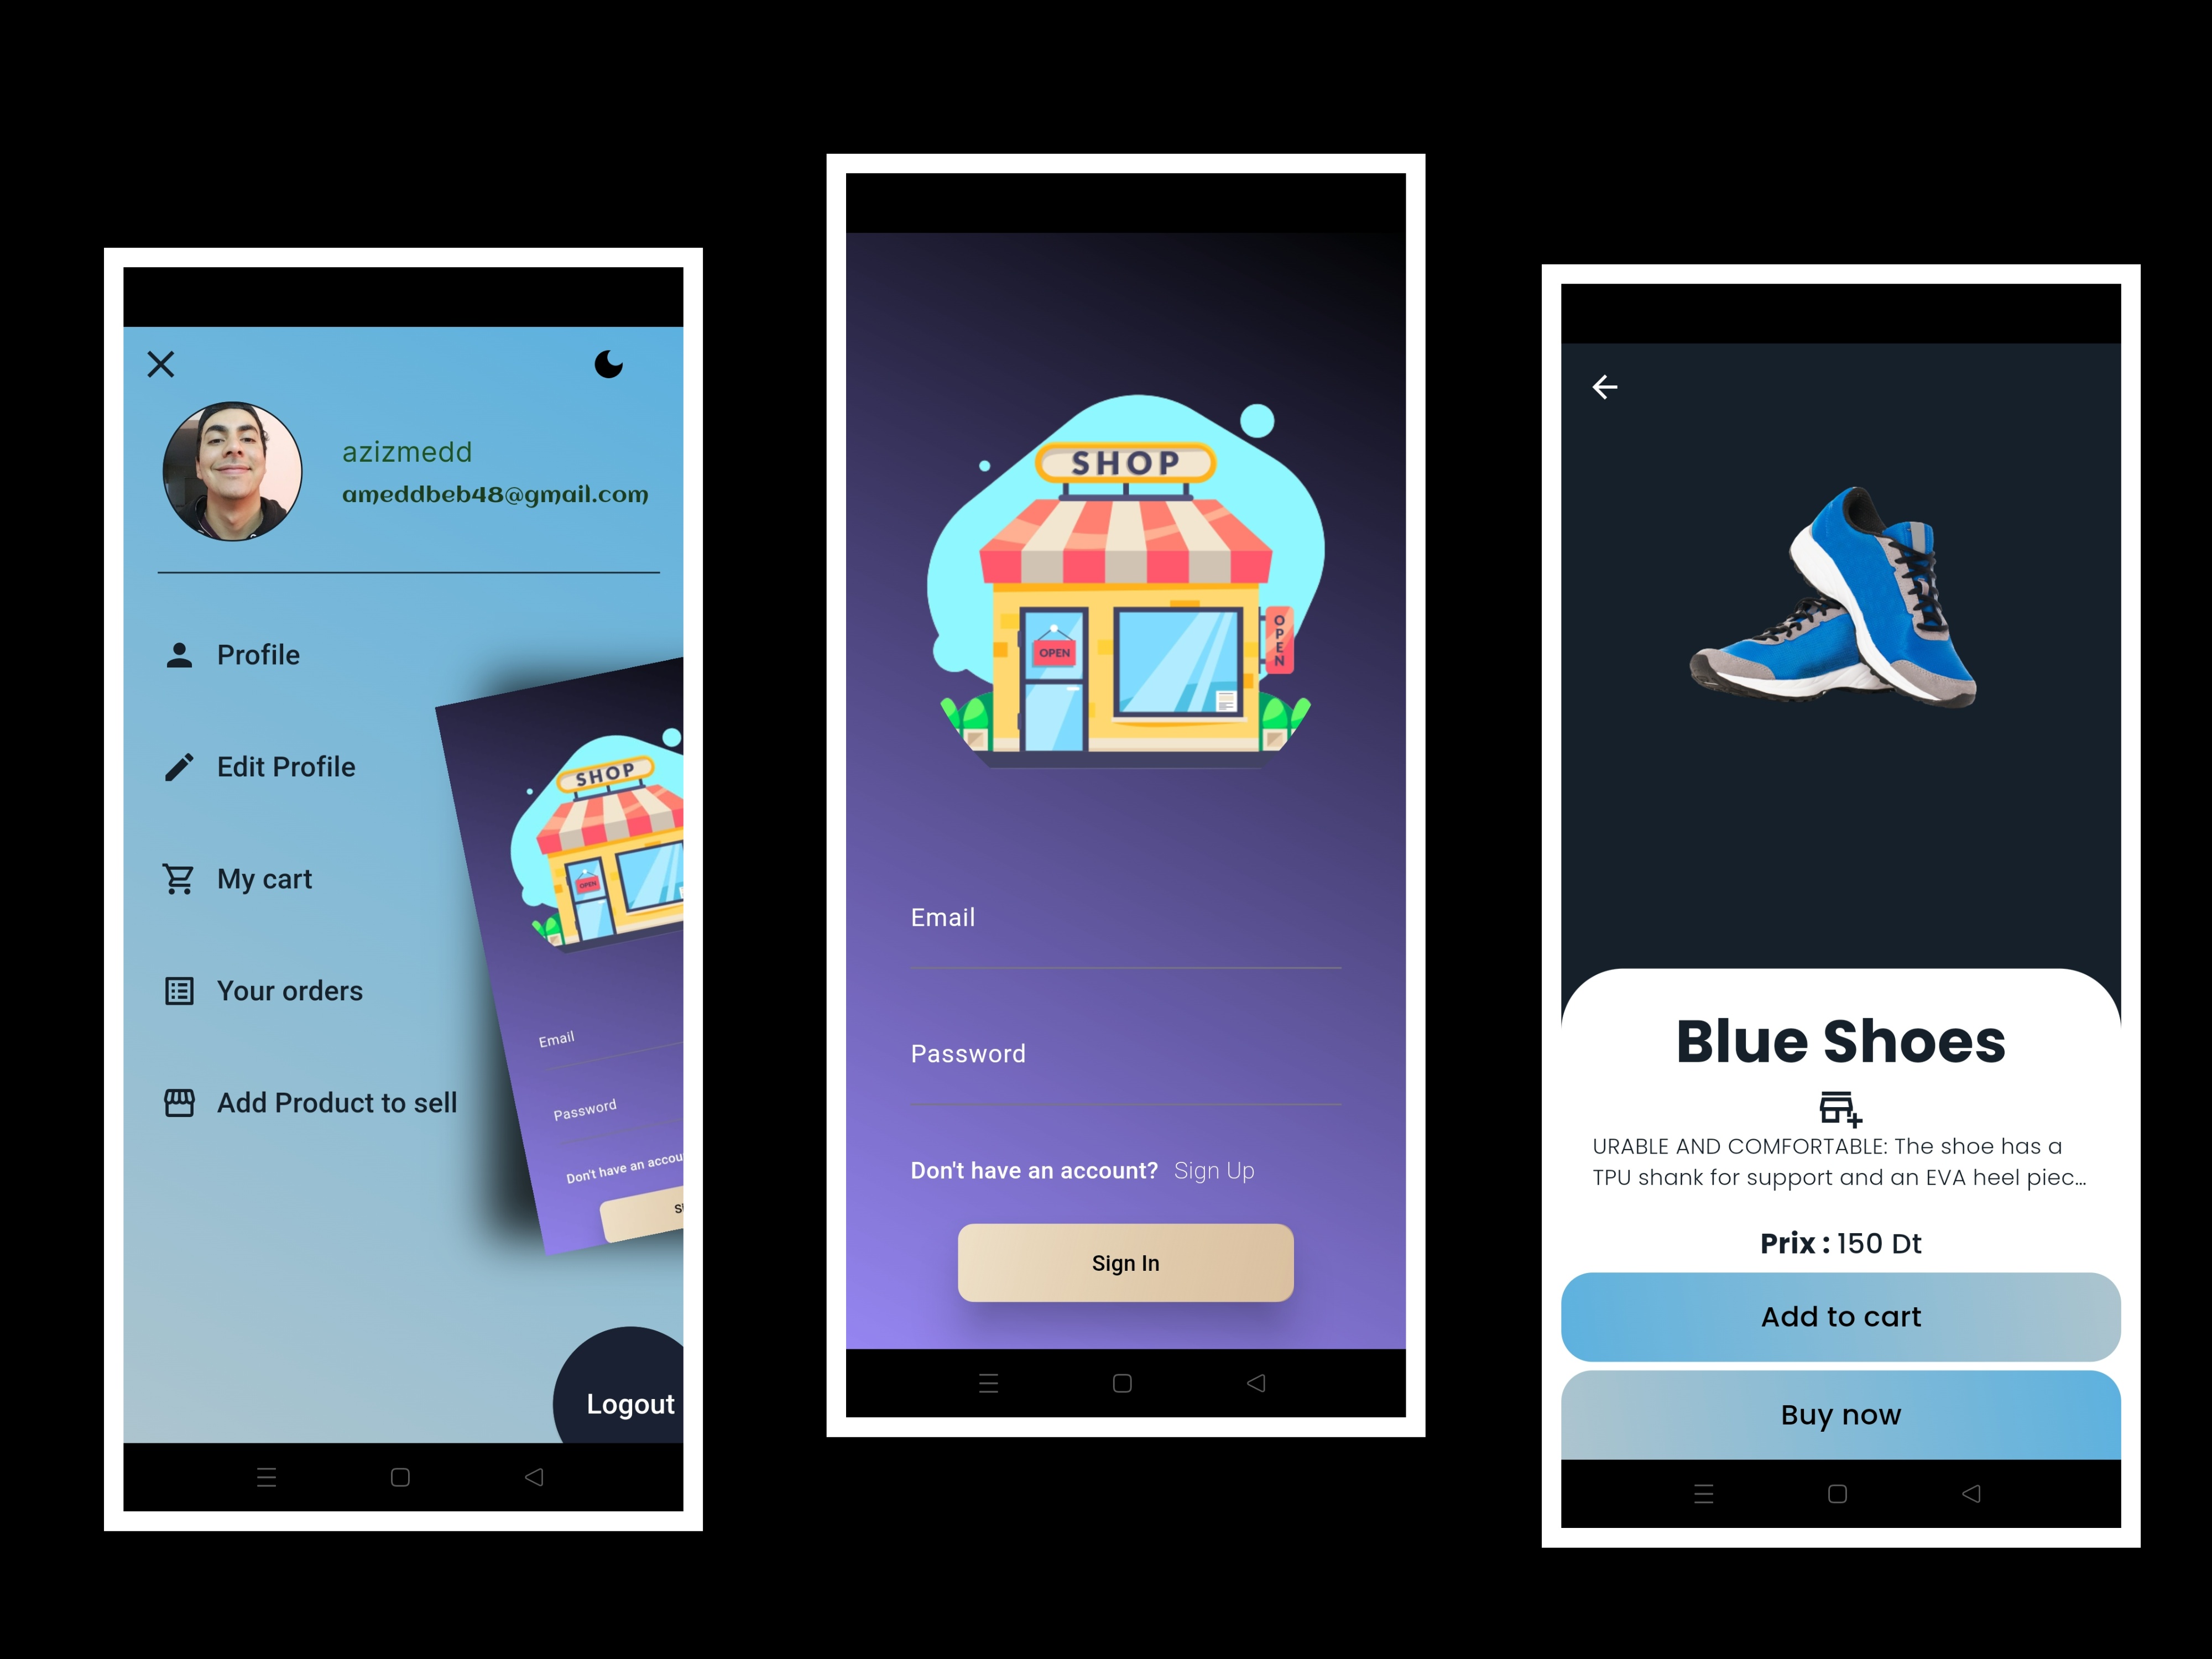 azizmedd
ameddbeb48@gmail.com
Profile
Edit Profile
My cart
Your orders
Add Product to sell
SHOP
OPEN
Email
Password
Don't have an accou
Logout
SHOP
OPEN
OPEN
Email
Password
Don't have an account? Sign Up
Sign In
Blue Shoes
URABLE AND COMFORTABLE: The shoe has a
TPU shank for support and an EVA heel piec...
Prix : 150 Dt
Add to cart
Buy now